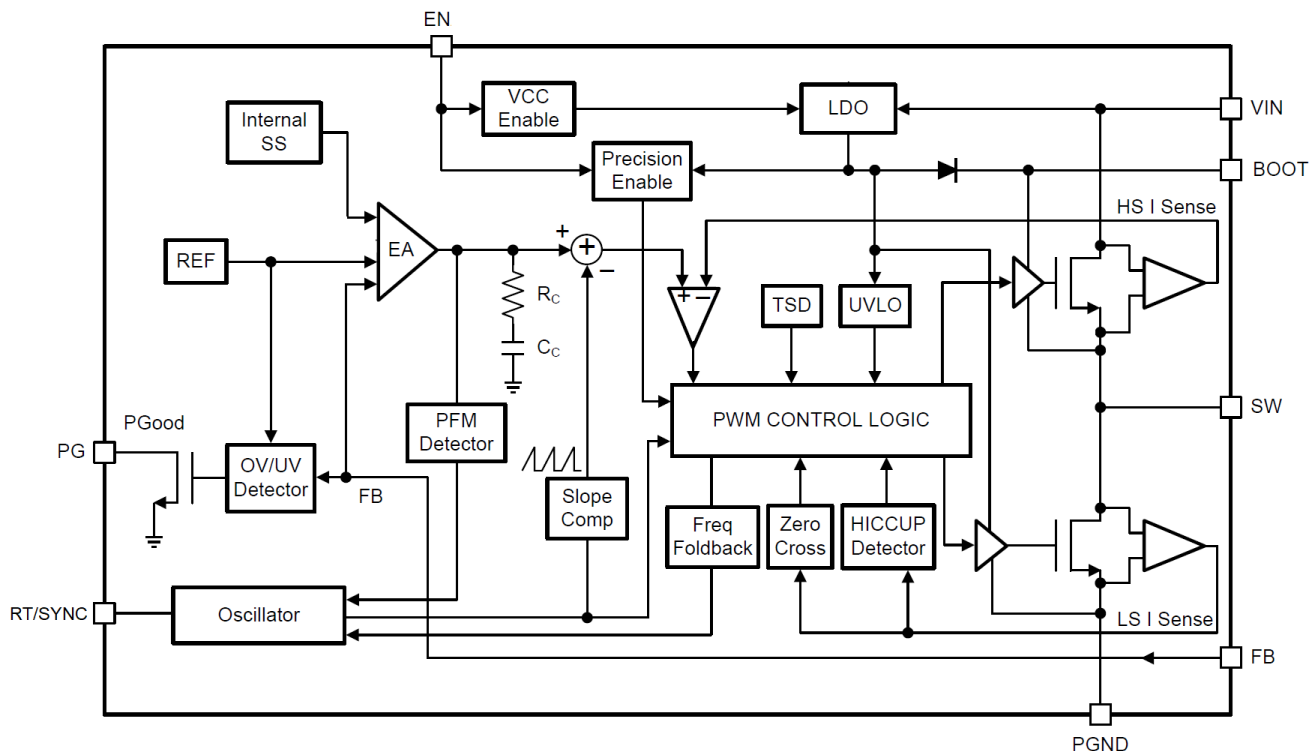 EN
VCC
Enable
LDO
VIN
Internal
SS
Precision
Enable
BOOT
HS I Sense
EA
+
+
−
REF
R_C
+ −
TSD
UVLO
C_C
PWM CONTROL LOGIC
SW
PGood
PG
OV/UV
Detector
FB
PFM
Detector
Slope
Comp
Freq
Foldback
Zero
Cross
HICCUP
Detector
RT/SYNC
Oscillator
LS I Sense
FB
PGND